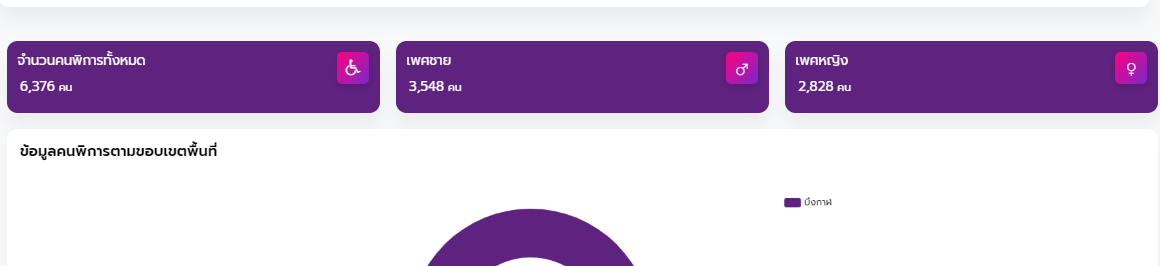 จำนวนคนพิการทั้งหมด
6,376 คน
เพศชาย
3,548 คน
เพศหญิง
2,828 คน
ข้อมูลคนพิการตามขอบเขตพื้นที่
บึงกาฬ